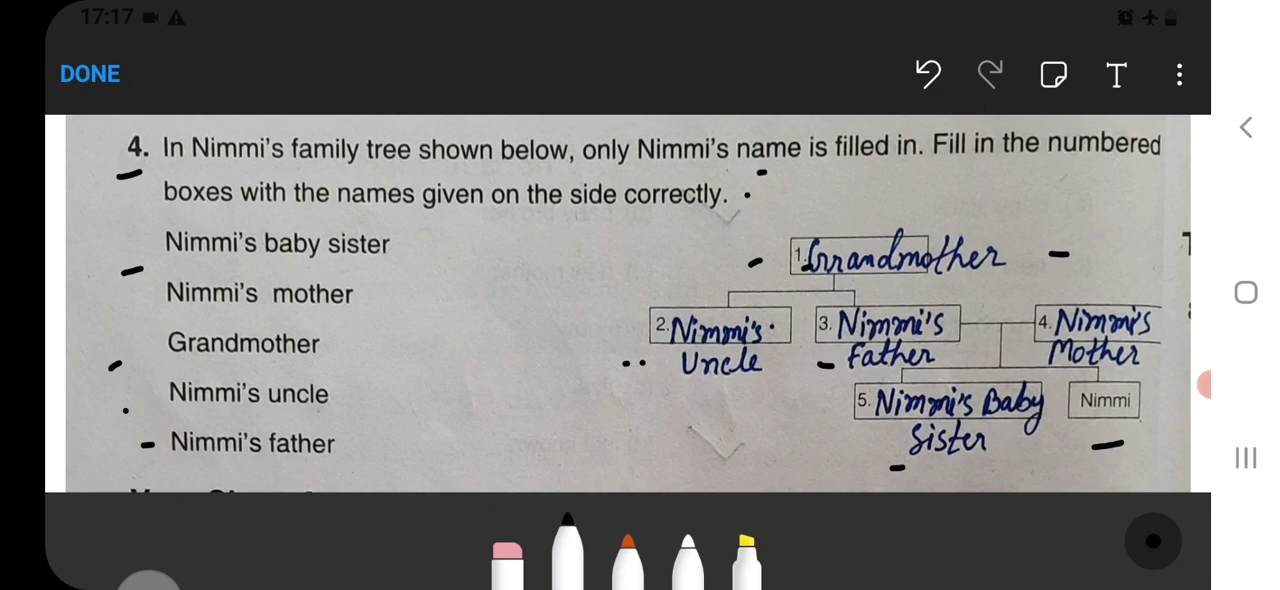 17:17
DONE
T
4. In Nimmi's family tree shown below, only Nimmi's name is filled in. Fill in the numbered
boxes with the names given on the side correctly.
Nimmi's baby sister
Nimmi's mother
Grandmother
Nimmi's uncle
Nimmi's father
1. Grrandmother
2. Nimmi's Uncle
3. Nimmi's Father
4. Nimmi's Mother
5. Nimmi's Baby Sister
Nimmi